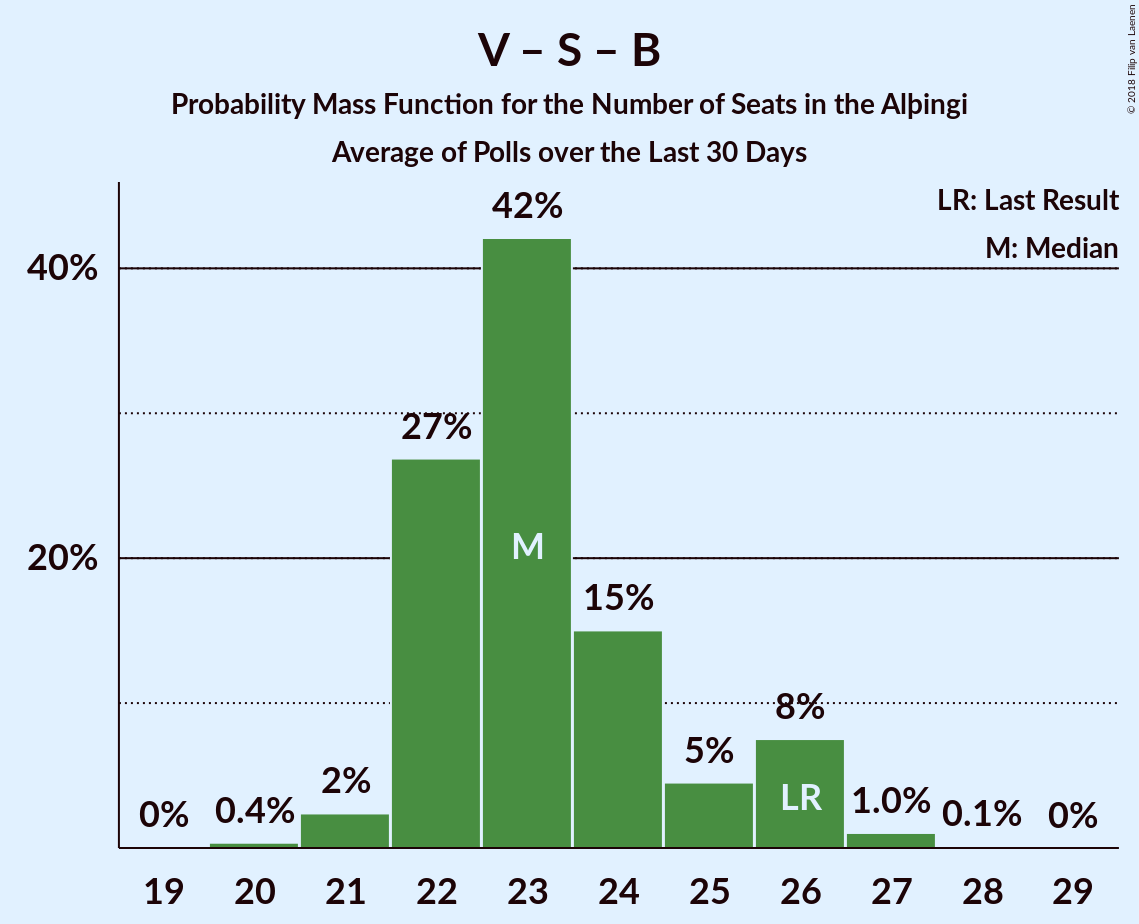 V – S – B
Probability Mass Function for the Number of Seats in the Alþingi
Average of Polls over the Last 30 Days
© 2018 Filip van Laenen
LR: Last Result
M: Median
40%
20%
0%
0.4%
2%
27%
42%
15%
5%
8%
1.0%
0.1%
0%
M
LR
19 20 21 22 23 24 25 26 27 28 29